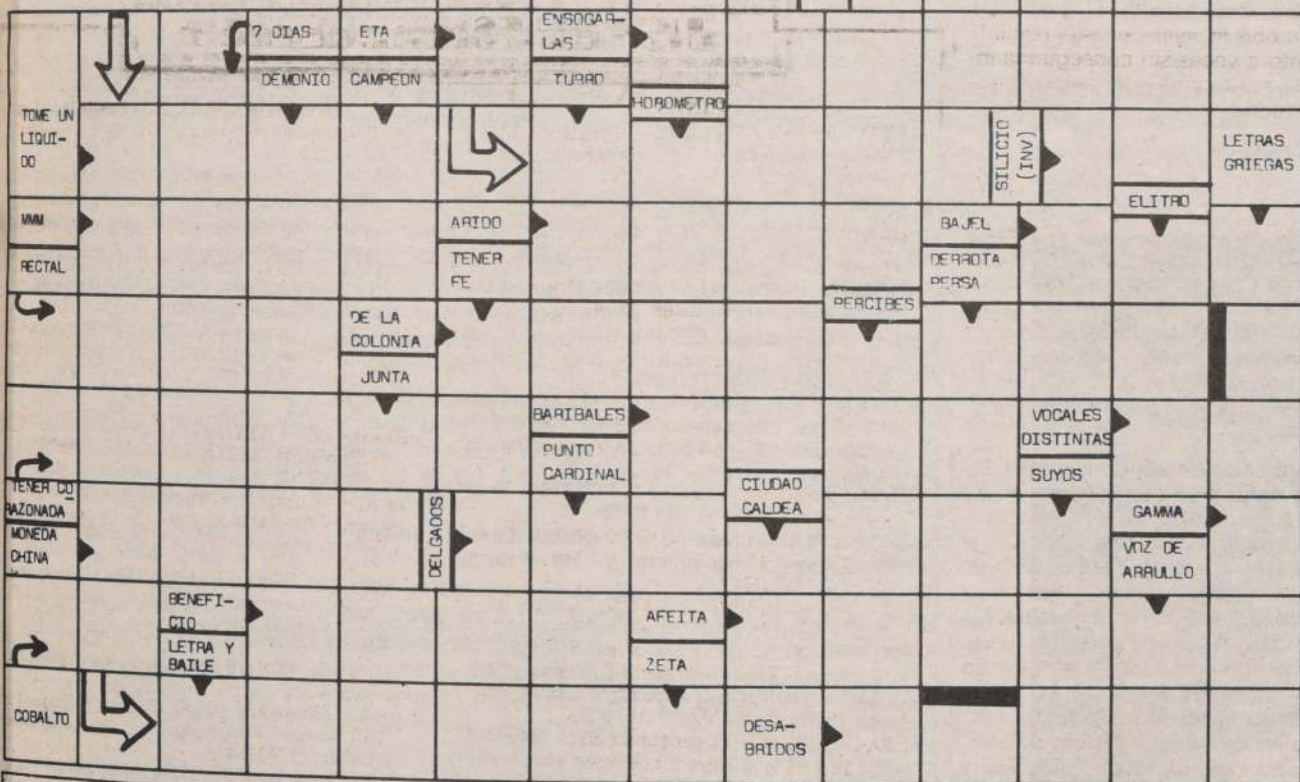 7 DIAS
ETA
ENSOGAR-
LAS
DEMONIO
CAMPEON
TURRO
HOROMETRO
TOME UN
LIQUI-
DO
SILICIO
(INV)
LETRAS
GRIEGAS
ELITRO
MMM
RECTAL
ARIDO
TENER
FE
BAJEL
DERROTA
PERSA
PERCIBES
DE LA
COLONIA
JUNTA
BARIBALES
PUNTO
CARDINAL
VOCALES
DISTINTAS
SUYOS
CIUDAD
CALDEA
TENER CO-
RAZONADA
MONEDA
CHINA
DELGADOS
GAMMA
VOZ DE
ARRULLO
BENEFI-
CIO
LETRA Y
BAILE
AFEITA
ZETA
COBALTO
DESA-
BRIDOS